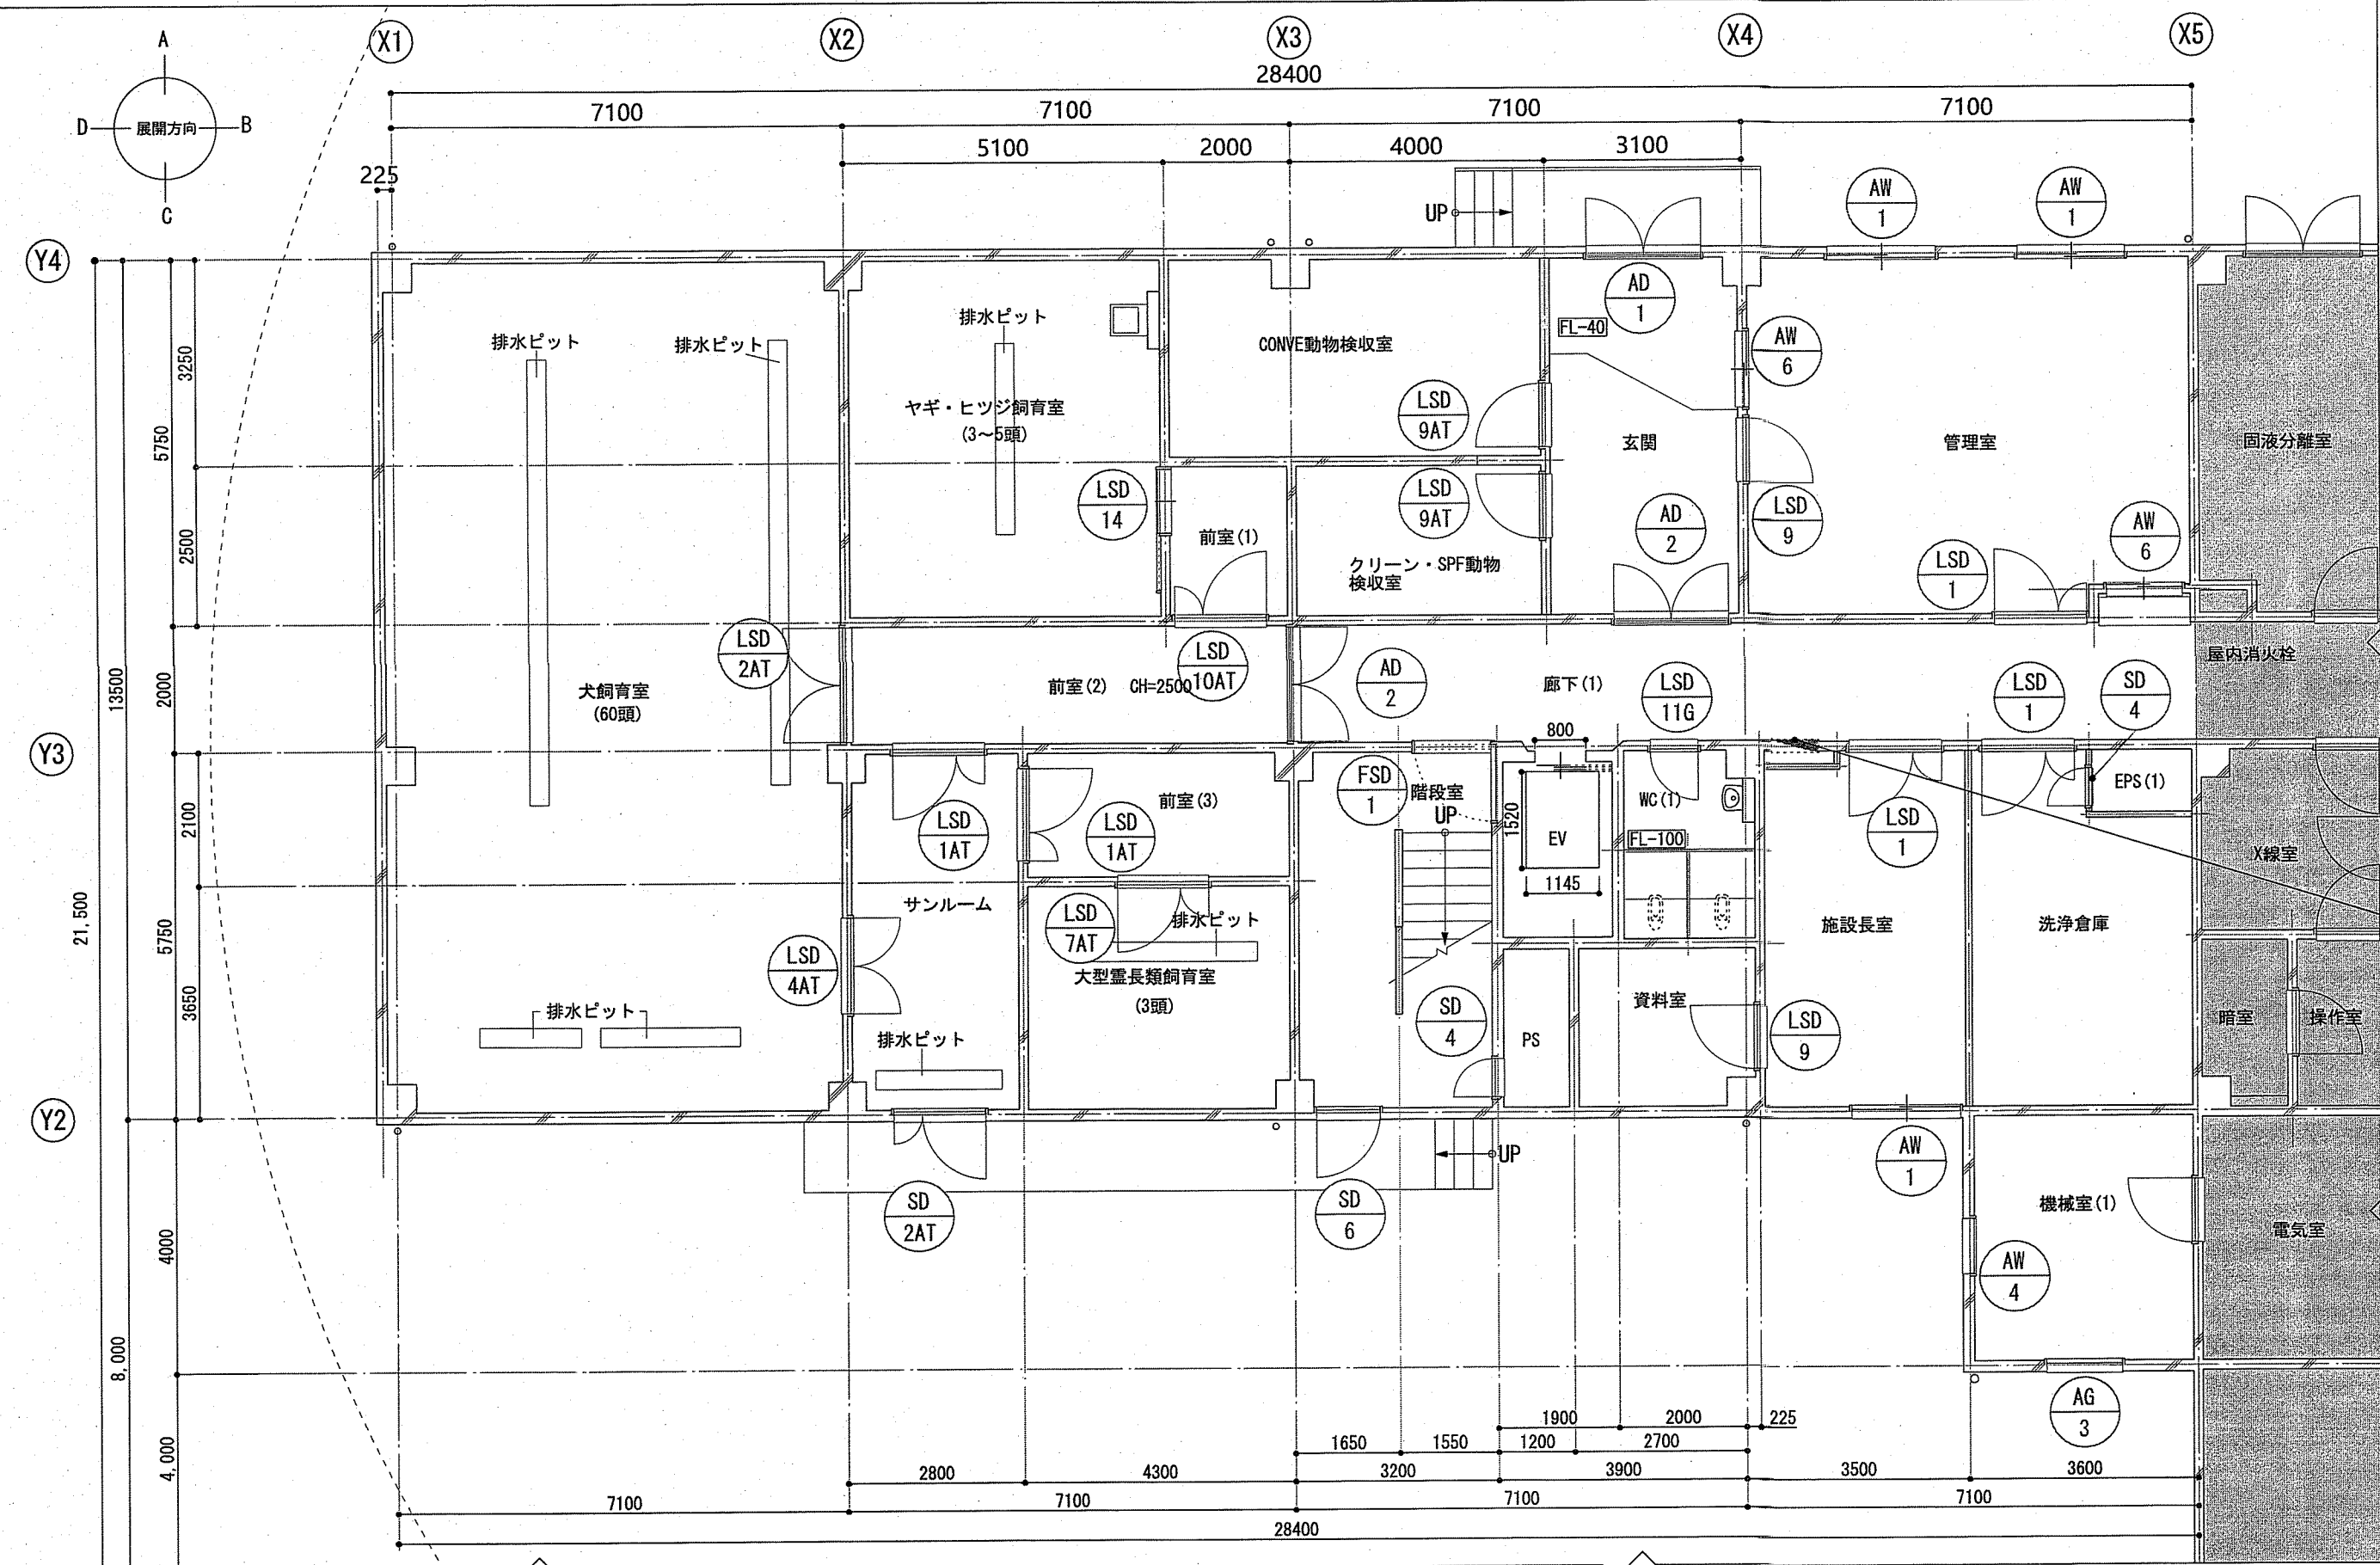 X1
X2
X3
X4
X5
A
D
展開方向
B
C
28400
7100
7100
7100
7100
5100
2000
4000
3100
225
UP
AW
1
AW
1
Y4
AD
1
FL-40
排水ピット
排水ピット
排水ピット
CONVE動物検収室
AW
6
3250
ヤギ・ヒツジ飼育室
(3〜5頭)
LSD
9AT
玄関
管理室
固液分離室
5750
LSD
14
LSD
9AT
AD
2
LSD
9
AW
6
2500
前室(1)
クリーン・SPF動物
検収室
LSD
1
LSD
2AT
LSD
10AT
屋内消火栓
13500
2000
犬飼育室
(60頭)
前室(2)
CH=2500
AD
2
廊下(1)
LSD
11G
LSD
1
SD
4
Y3
800
FSD
1
階段室
UP
1520
EV
WC(1)
FL-100
EPS(1)
2100
前室(3)
LSD
1AT
LSD
1AT
LSD
1
X線室
1145
サンルーム
LSD
7AT
排水ピット
施設長室
洗浄倉庫
21,500
5750
LSD
4AT
大型霊長類飼育室
(3頭)
3650
排水ピット
SD
4
資料室
PS
LSD
9
暗室
操作室
排水ピット
Y2
UP
AW
1
SD
2AT
SD
6
機械室(1)
電気室
4000
AW
4
8,000
AG
3
4,000
1900
2000
225
1650
1550
1200
2700
2800
4300
3200
3900
3500
3600
7100
7100
7100
7100
28400